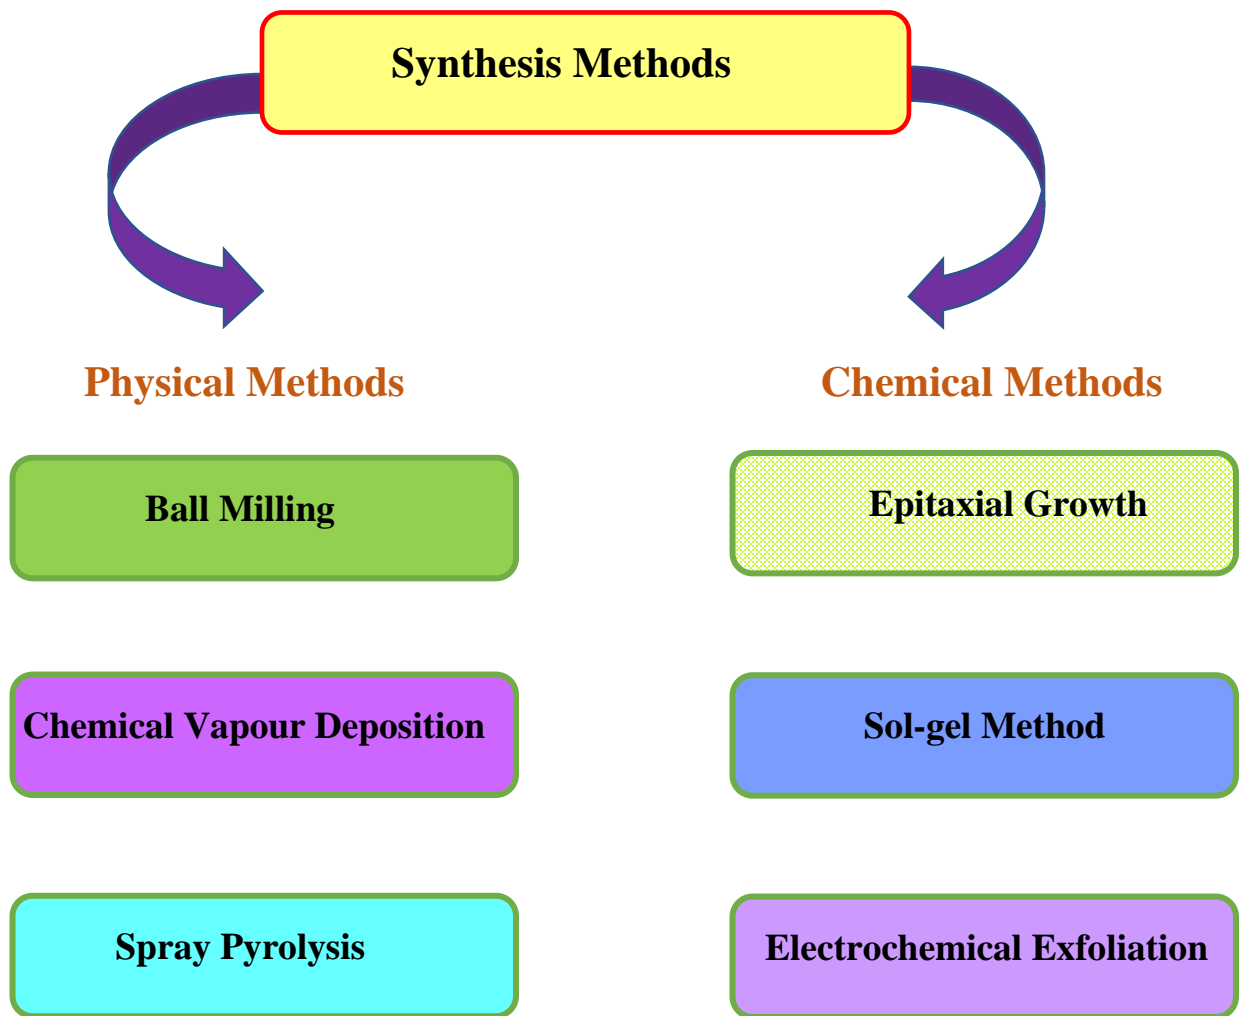 Synthesis Methods
Physical Methods
Chemical Methods
Ball Milling
Epitaxial Growth
Chemical Vapour Deposition
Sol-gel Method
Spray Pyrolysis
Electrochemical Exfoliation